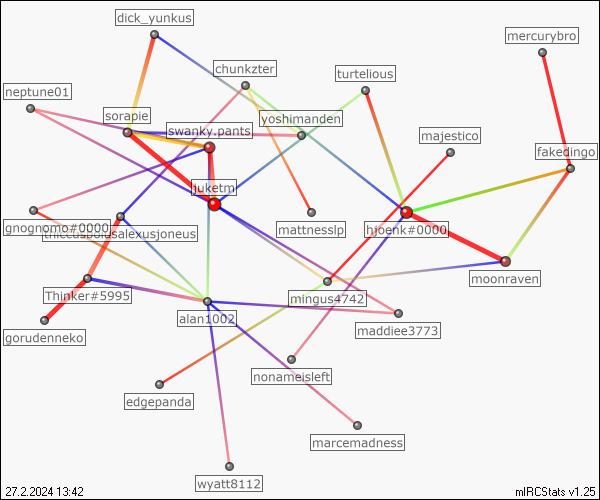 dick_yunkus
mercurybro
chunkzter
turtelious
neptune01
sorapie
yoshimanden
swanky.pants
majestico
fakedingo
juketm
gnognomo#0000
thiccusbolusalexusjoneus
mattnesslp
hjoenk#0000
moonraven
Thinker#5995
mingus4742
alan1002
maddiee3773
gorudenneko
nonameisleft
edgepanda
marcemadness
wyatt8112
27.2.2024 13:42
mIRCStats v1.25